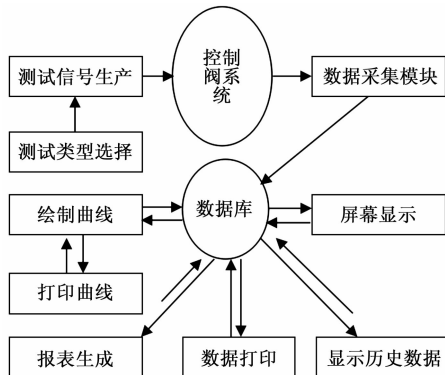 测试信号生产
控制
阀系
统
数据采集模块
测试类型选择
绘制曲线
数据库
屏幕显示
打印曲线
报表生成
数据打印
显示历史数据